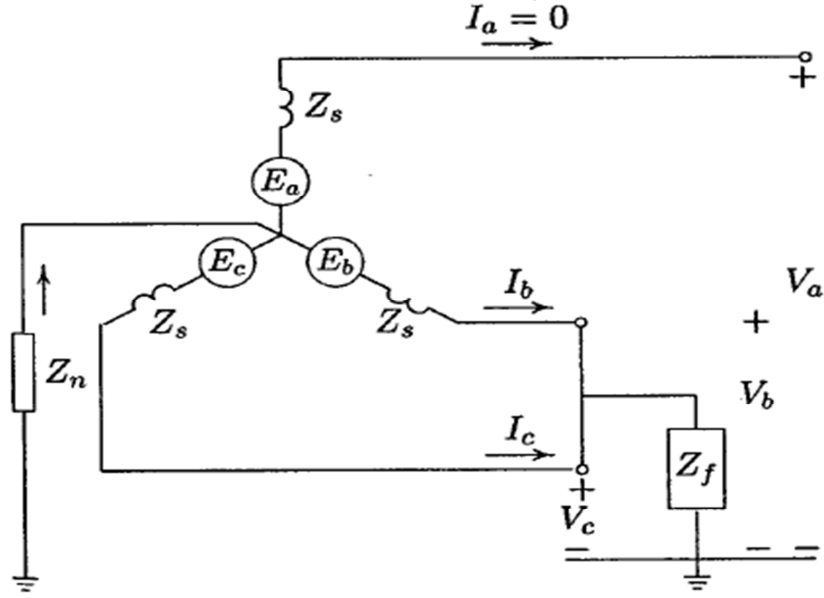 I_a = 0
+
Z_s
E_a
E_c
E_b
Z_s
Z_s
I_b
V_a
+
Z_n
V_b
I_c
Z_f
+
V_c
− − −